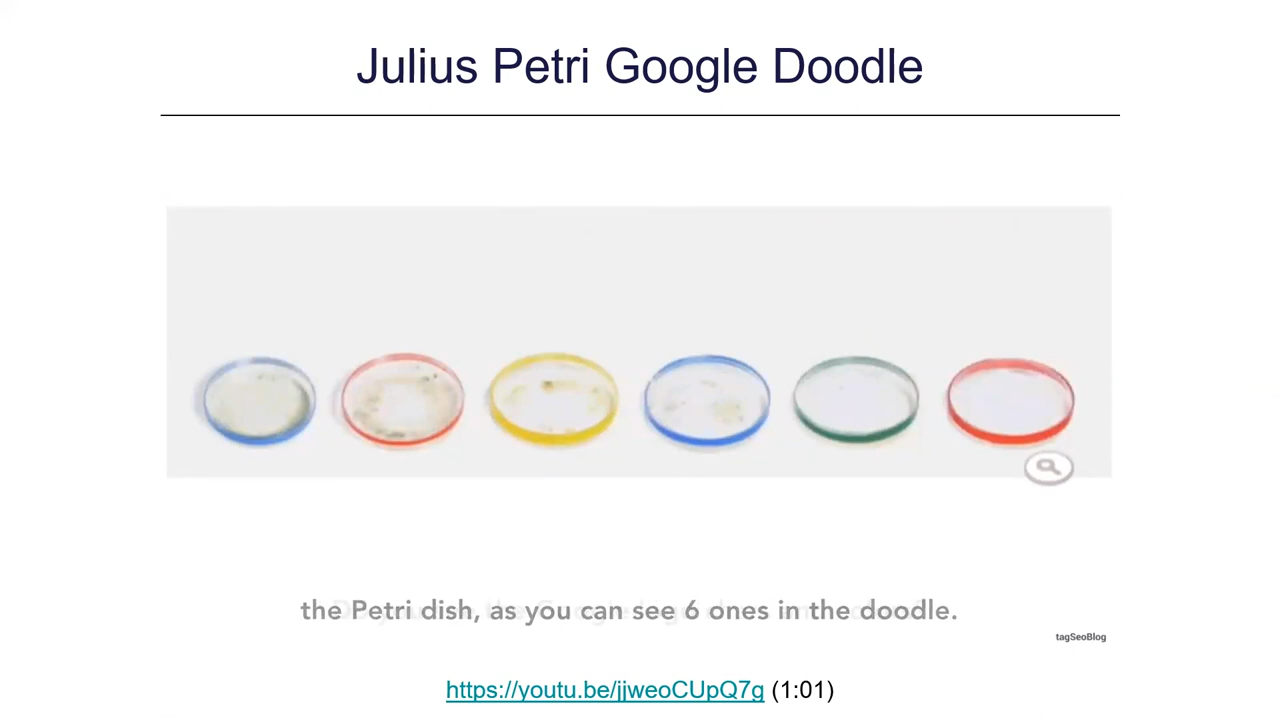 Julius Petri Google Doodle
the Petri dish, as you can see 6 ones in the doodle.
tagSeoBlog
https://youtu.be/jjweoCUpQ7g (1:01)